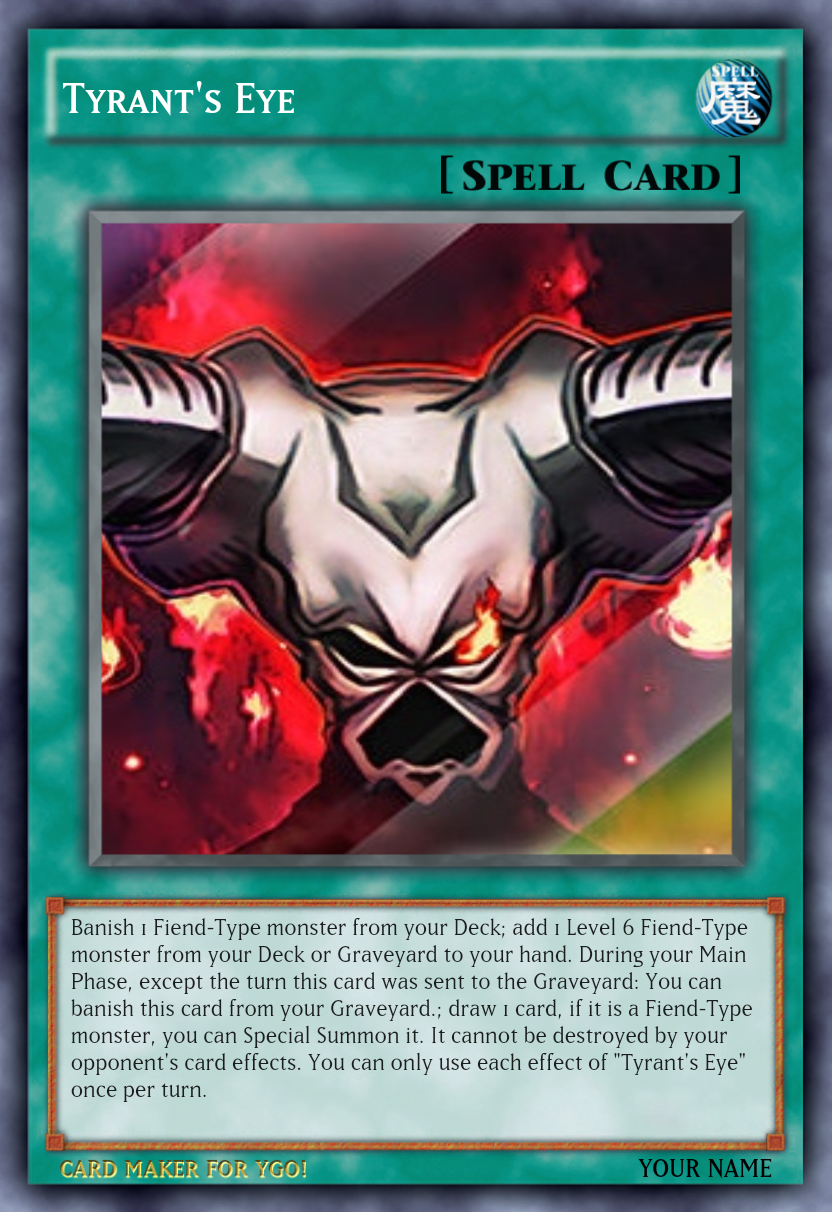 Tyrant's Eye
SPELL
魔
[Spell Card]
Banish 1 Fiend-Type monster from your Deck; add 1 Level 6 Fiend-Type
monster from your Deck or Graveyard to your hand. During your Main
Phase, except the turn this card was sent to the Graveyard: You can
banish this card from your Graveyard.; draw 1 card, if it is a Fiend-Type
monster, you can Special Summon it. It cannot be destroyed by your
opponent's card effects. You can only use each effect of "Tyrant's Eye"
once per turn.
CARD MAKER FOR YGO! YOUR NAME